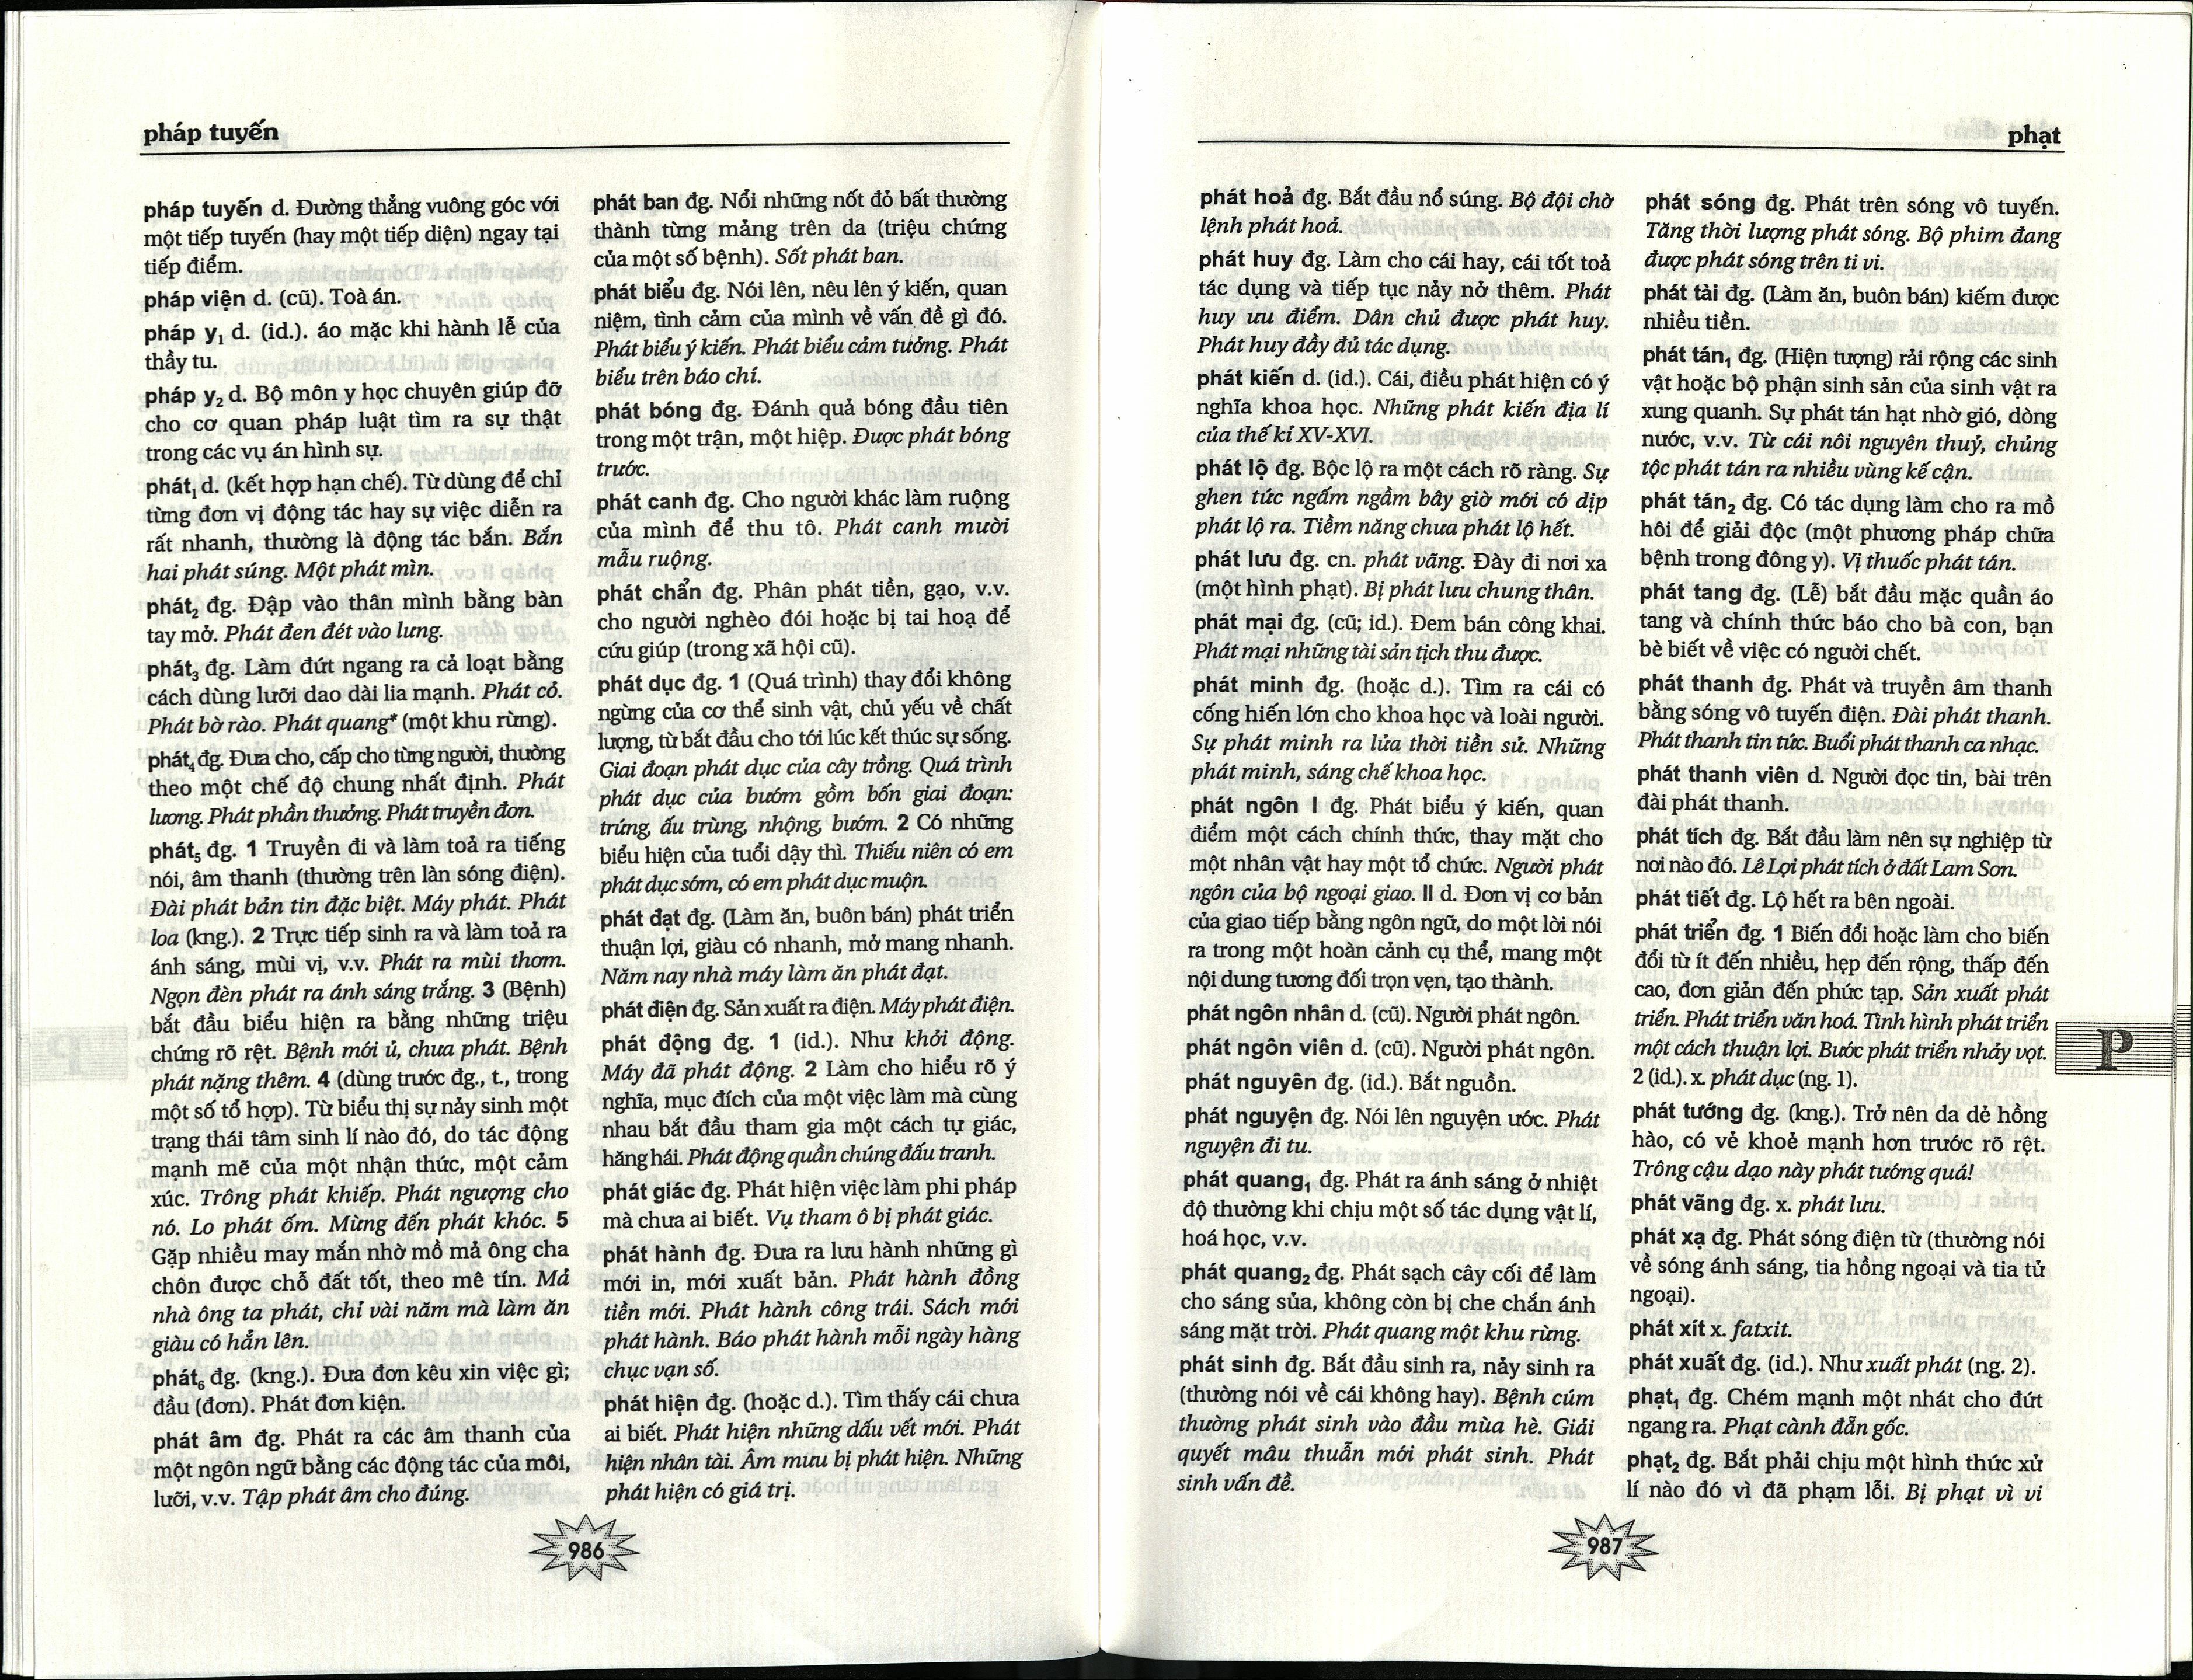 pháp tuyến
pháp tuyến d. Đường thẳng vuông góc với
một tiếp tuyến (hay một tiếp diện) ngay tại
tiếp điểm.
pháp viện d. (cũ). Toà án.
pháp y₁ d. (id.). áo mặc khi hành lễ của
thầy tu.
pháp y₂ d. Bộ môn y học chuyên giúp đỡ
cho cơ quan pháp luật tìm ra sự thật
trong các vụ án hình sự.
phát₁ d. (kết hợp hạn chế). Từ dùng để chỉ
từng đơn vị động tác hay sự việc diễn ra
rất nhanh, thường là động tác bắn. Bắn
hai phát súng. Một phát mìn.
phát₂ đg. Đập vào thân mình bằng bàn
tay mở. Phát đen đét vào lưng.
phát₃ đg. Làm đứt ngang ra cả loạt bằng
cách dùng lưỡi dao dài lia mạnh. Phát cỏ.
Phát bờ rào. Phát quang* (một khu rừng).
phát₄ đg. Đưa cho, cấp cho từng người, thường
theo một chế độ chung nhất định. Phát
lương. Phát phần thưởng. Phát truyền đơn.
phát₅ đg. 1 Truyền đi và làm toả ra tiếng
nói, âm thanh (thường trên làn sóng điện).
Đài phát bản tin đặc biệt. Máy phát. Phát
loa (kng.). 2 Trực tiếp sinh ra và làm toả ra
ánh sáng, mùi vị, v.v. Phát ra mùi thơm.
Ngọn đèn phát ra ánh sáng trắng. 3 (Bệnh)
bắt đầu biểu hiện ra bằng những triệu
chứng rõ rệt. Bệnh mới ủ, chưa phát. Bệnh
phát nặng thêm. 4 (dùng trước đg., t., trong
một số tổ hợp). Từ biểu thị sự nảy sinh một
trạng thái tâm sinh lí nào đó, do tác động
mạnh mẽ của một nhận thức, một cảm
xúc. Trông phát khiếp. Phát ngượng cho
nó. Lo phát ốm. Mừng đến phát khóc. 5
Gặp nhiều may mắn nhờ mồ mả ông cha
chôn được chỗ đất tốt, theo mê tín. Mả
nhà ông ta phát, chỉ vài năm mà làm ăn
giàu có hẳn lên.
phát₆ đg. (kng.). Đưa đơn kêu xin việc gì;
đầu (đơn). Phát đơn kiện.
phát âm đg. Phát ra các âm thanh của
một ngôn ngữ bằng các động tác của môi,
lưỡi, v.v. Tập phát âm cho đúng.
phát ban đg. Nổi những nốt đỏ bất thường
thành từng mảng trên da (triệu chứng
của một số bệnh). Sốt phát ban.
phát biểu đg. Nói lên, nêu lên ý kiến, quan
niệm, tình cảm của mình về vấn đề gì đó.
Phát biểu ý kiến. Phát biểu cảm tưởng. Phát
biểu trên báo chí.
phát bóng đg. Đánh quả bóng đầu tiên
trong một trận, một hiệp. Được phát bóng
trước.
phát canh đg. Cho người khác làm ruộng
của mình để thu tô. Phát canh mười
mẫu ruộng.
phát chẩn đg. Phân phát tiền, gạo, v.v.
cho người nghèo đói hoặc bị tai hoạ để
cứu giúp (trong xã hội cũ).
phát dục đg. 1 (Quá trình) thay đổi không
ngừng của cơ thể sinh vật, chủ yếu về chất
lượng, từ bắt đầu cho tới lúc kết thúc sự sống.
Giai đoạn phát dục của cây trồng. Quá trình
phát dục của bướm gồm bốn giai đoạn:
trứng, ấu trùng, nhộng, bướm. 2 Có những
biểu hiện của tuổi dậy thì. Thiếu niên có em
phát dục sớm, có em phát dục muộn.
phát đạt đg. (Làm ăn, buôn bán) phát triển
thuận lợi, giàu có nhanh, mở mang nhanh.
Năm nay nhà máy làm ăn phát đạt.
phát điện đg. Sản xuất ra điện. Máy phát điện.
phát động đg. 1 (id.). Như khởi động.
Máy đã phát động. 2 Làm cho hiểu rõ ý
nghĩa, mục đích của một việc làm mà cùng
nhau bắt đầu tham gia một cách tự giác,
hăng hái. Phát động quần chúng đấu tranh.
phát giác đg. Phát hiện việc làm phi pháp
mà chưa ai biết. Vụ tham ô bị phát giác.
phát hành đg. Đưa ra lưu hành những gì
mới in, mới xuất bản. Phát hành đồng
tiền mới. Phát hành công trái. Sách mới
phát hành. Báo phát hành mỗi ngày hàng
chục vạn số.
phát hiện đg. (hoặc d.). Tìm thấy cái chưa
ai biết. Phát hiện những dấu vết mới. Phát
hiện nhân tài. Âm mưu bị phát hiện. Những
phát hiện có giá trị.
986
phạt
phát hoả đg. Bắt đầu nổ súng. Bộ đội chờ
lệnh phát hoả.
phát huy đg. Làm cho cái hay, cái tốt toả
tác dụng và tiếp tục nảy nở thêm. Phát
huy ưu điểm. Dân chủ được phát huy.
Phát huy đầy đủ tác dụng.
phát kiến d. (id.). Cái, điều phát hiện có ý
nghĩa khoa học. Những phát kiến địa lí
của thế kỉ XV-XVI.
phát lộ đg. Bộc lộ ra một cách rõ ràng. Sự
ghen tức ngấm ngầm bây giờ mới có dịp
phát lộ ra. Tiềm năng chưa phát lộ hết.
phát lưu đg. cn. phát vãng. Đày đi nơi xa
(một hình phạt). Bị phát lưu chung thân.
phát mại đg. (cũ; id.). Đem bán công khai.
Phát mại những tài sản tịch thu được.
phát minh đg. (hoặc d.). Tìm ra cái có
cống hiến lớn cho khoa học và loài người.
Sự phát minh ra lửa thời tiền sử. Những
phát minh, sáng chế khoa học.
phát ngôn I đg. Phát biểu ý kiến, quan
điểm một cách chính thức, thay mặt cho
một nhân vật hay một tổ chức. Người phát
ngôn của bộ ngoại giao. II d. Đơn vị cơ bản
của giao tiếp bằng ngôn ngữ, do một lời nói
ra trong một hoàn cảnh cụ thể, mang một
nội dung tương đối trọn vẹn, tạo thành.
phát ngôn nhân d. (cũ). Người phát ngôn.
phát ngôn viên d. (cũ). Người phát ngôn.
phát nguyên đg. (id.). Bắt nguồn.
phát nguyện đg. Nói lên nguyện ước. Phát
nguyện đi tu.
phát quang₁ đg. Phát ra ánh sáng ở nhiệt
độ thường khi chịu một số tác dụng vật lí,
hoá học, v.v.
phát quang₂ đg. Phát sạch cây cối để làm
cho sáng sủa, không còn bị che chắn ánh
sáng mặt trời. Phát quang một khu rừng.
phát sinh đg. Bắt đầu sinh ra, nảy sinh ra
(thường nói về cái không hay). Bệnh cúm
thường phát sinh vào đầu mùa hè. Giải
quyết mâu thuẫn mới phát sinh. Phát
sinh vấn đề.
phát sóng đg. Phát trên sóng vô tuyến.
Tăng thời lượng phát sóng. Bộ phim đang
được phát sóng trên ti vi.
phát tài đg. (Làm ăn, buôn bán) kiếm được
nhiều tiền.
phát tán₁ đg. (Hiện tượng) rải rộng các sinh
vật hoặc bộ phận sinh sản của sinh vật ra
xung quanh. Sự phát tán hạt nhờ gió, dòng
nước, v.v. Từ cái nôi nguyên thuỷ, chủng
tộc phát tán ra nhiều vùng kế cận.
phát tán₂ đg. Có tác dụng làm cho ra mồ
hôi để giải độc (một phương pháp chữa
bệnh trong đông y). Vị thuốc phát tán.
phát tang đg. (Lễ) bắt đầu mặc quần áo
tang và chính thức báo cho bà con, bạn
bè biết về việc có người chết.
phát thanh đg. Phát và truyền âm thanh
bằng sóng vô tuyến điện. Đài phát thanh.
Phát thanh tin tức. Buổi phát thanh ca nhạc.
phát thanh viên d. Người đọc tin, bài trên
đài phát thanh.
phát tích đg. Bắt đầu làm nên sự nghiệp từ
nơi nào đó. Lê Lợi phát tích ở đất Lam Sơn.
phát tiết đg. Lộ hết ra bên ngoài.
phát triển đg. 1 Biến đổi hoặc làm cho biến
đổi từ ít đến nhiều, hẹp đến rộng, thấp đến
cao, đơn giản đến phức tạp. Sản xuất phát
triển. Phát triển văn hoá. Tình hình phát triển
một cách thuận lợi. Bước phát triển nhảy vọt.
2 (id.). x. phát dục (ng. 1).
phát tướng đg. (kng.). Trở nên da dẻ hồng
hào, có vẻ khoẻ mạnh hơn trước rõ rệt.
Trông cậu dạo này phát tướng quá!
phát vãng đg. x. phát lưu.
phát xạ đg. Phát sóng điện từ (thường nói
về sóng ánh sáng, tia hồng ngoại và tia tử
ngoại).
phát xít x. fatxit.
phát xuất đg. (id.). Như xuất phát (ng. 2).
phạt₁ đg. Chém mạnh một nhát cho đứt
ngang ra. Phạt cành đẵn gốc.
phạt₂ đg. Bắt phải chịu một hình thức xử
lí nào đó vì đã phạm lỗi. Bị phạt vì vi
P
987